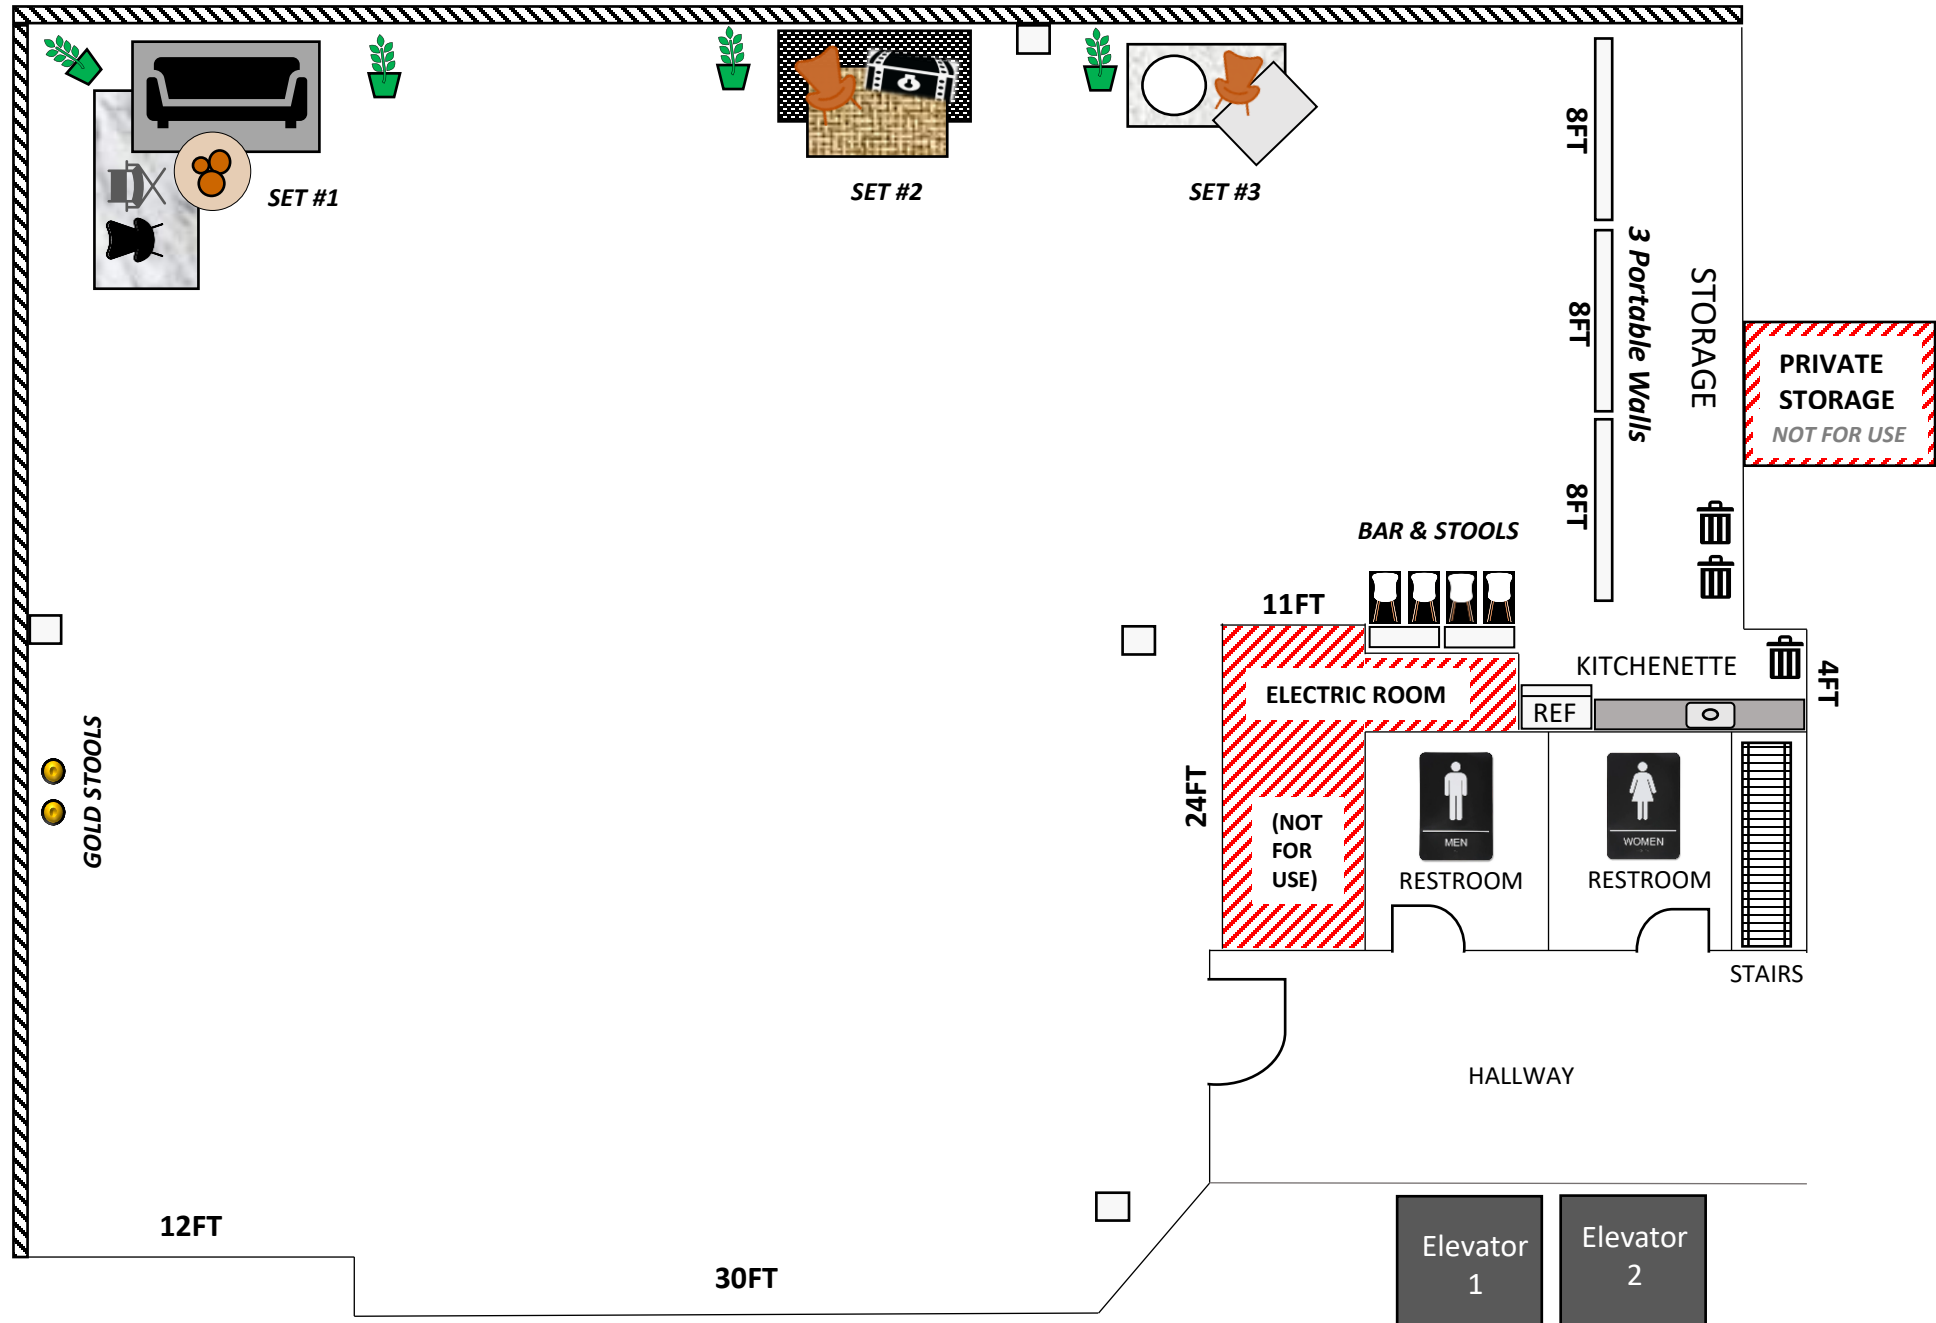 SET #1
SET #2
SET #3
8FT
8FT
8FT
3 Portable Walls
STORAGE
PRIVATE
STORAGE
NOT FOR USE
BAR & STOOLS
11FT
KITCHENETTE
4FT
ELECTRIC ROOM
REF
GOLD STOOLS
24FT
(NOT
FOR
USE)
MEN
WOMEN
RESTROOM
RESTROOM
STAIRS
HALLWAY
12FT
30FT
Elevator
1
Elevator
2